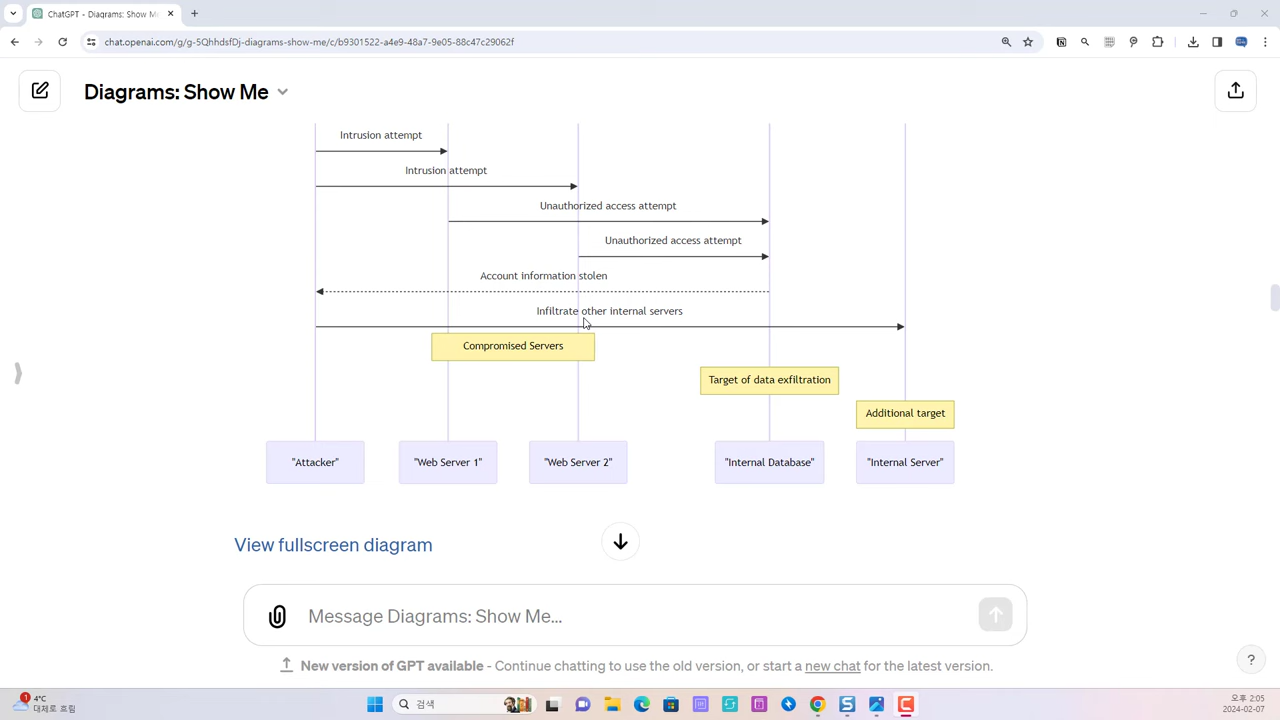 ChatGPT - Diagrams: Show Me
chat.openai.com/g/g-5QhhdsfDj-diagrams-show-me/c/b9301522-a4e9-48a7-9e05-88c47c29062f
Diagrams: Show Me
Intrusion attempt
Intrusion attempt
Unauthorized access attempt
Unauthorized access attempt
Account information stolen
Infiltrate other internal servers
Compromised Servers
Target of data exfiltration
Additional target
"Attacker" "Web Server 1" "Web Server 2" "Internal Database" "Internal Server"
View fullscreen diagram
Message Diagrams: Show Me...
New version of GPT available - Continue chatting to use the old version, or start a new chat for the latest version.
?
1
4°C
대체로 흐림
검색
오후 2:05
2024-02-07